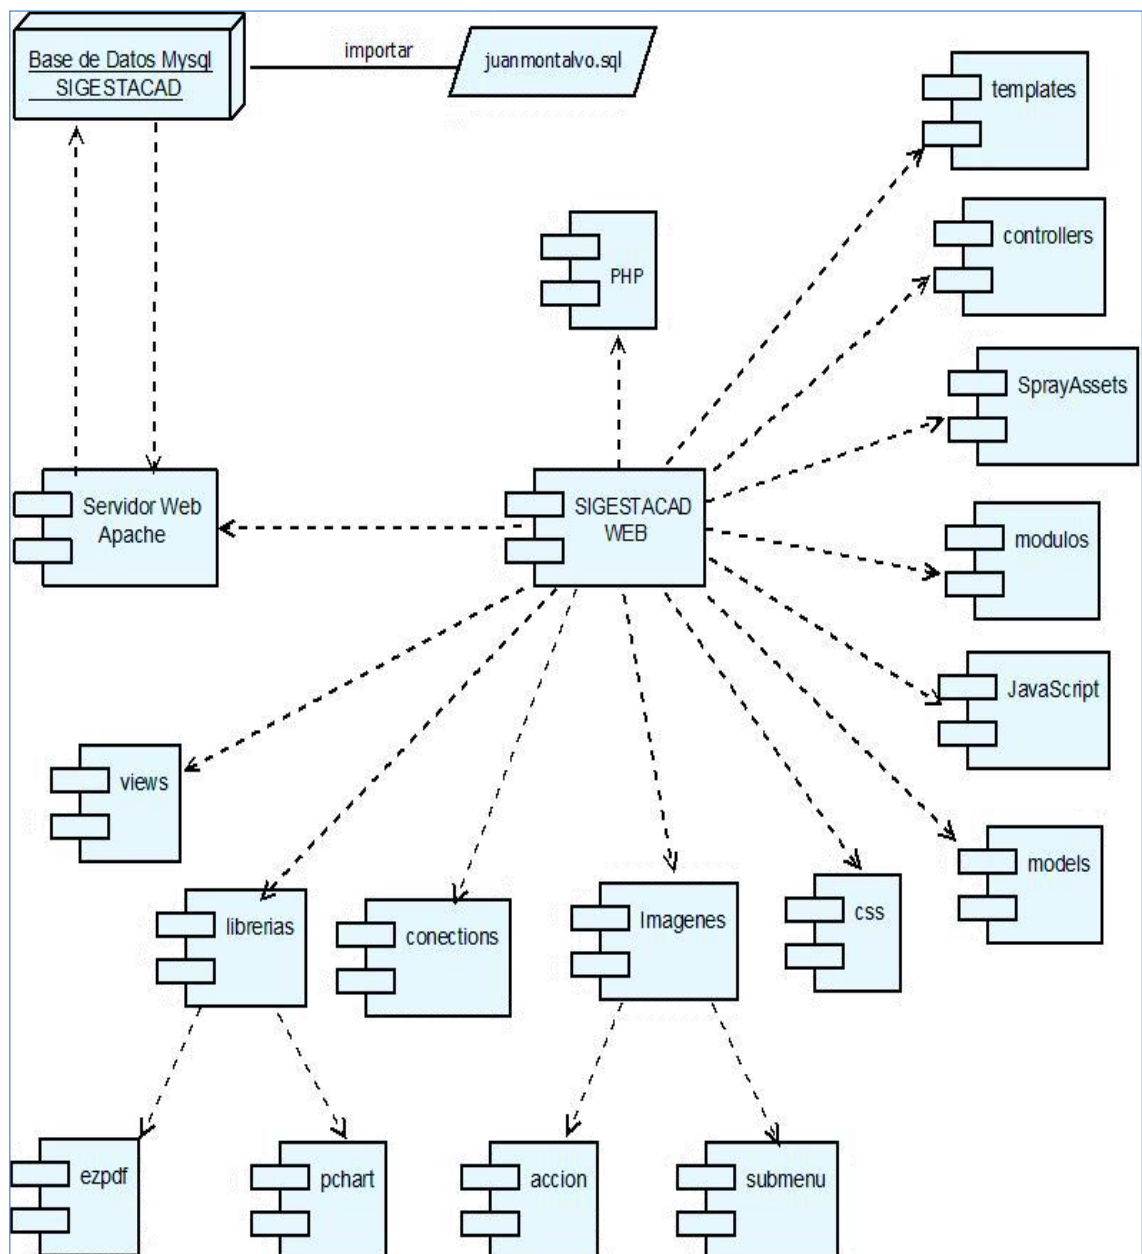 Base de Datos Mysql
SIGESTACAD
importar
juanmontalvo.sql
templates
controllers
PHP
SprayAssets
Servidor Web
Apache
SIGESTACAD
WEB
modulos
JavaScript
views
models
librerias
conections
Imagenes
css
ezpdf
pchart
accion
submenu